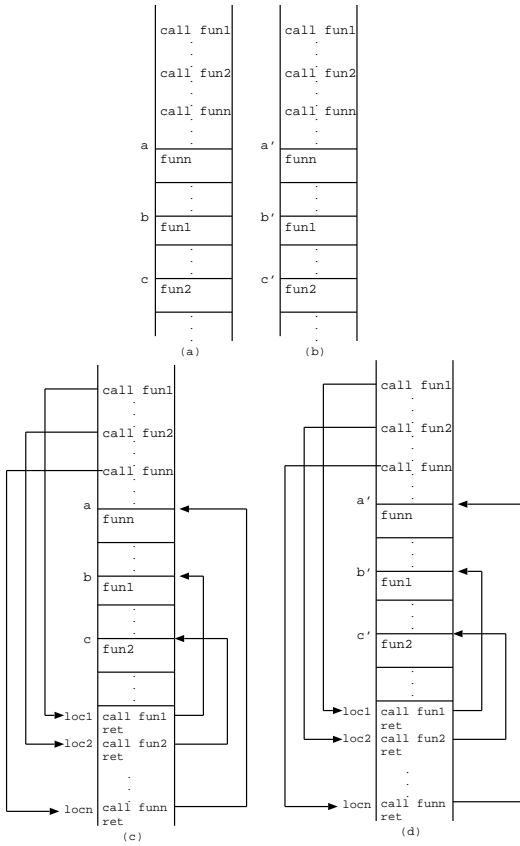 call fun1
call fun2
call funn
a
funn
b
fun1
c
fun2
(a)
call fun1
call fun2
call funn
a'
funn
b'
fun1
c'
fun2
(b)
call fun1
call fun2
call funn
a
funn
b
fun1
c
fun2
loc1 call fun1
ret
loc2 call fun2
ret
locn call funn
ret
(c)
call fun1
call fun2
call funn
a'
funn
b'
fun1
c'
fun2
loc1 call fun1
ret
loc2 call fun2
ret
locn call funn
ret
(d)